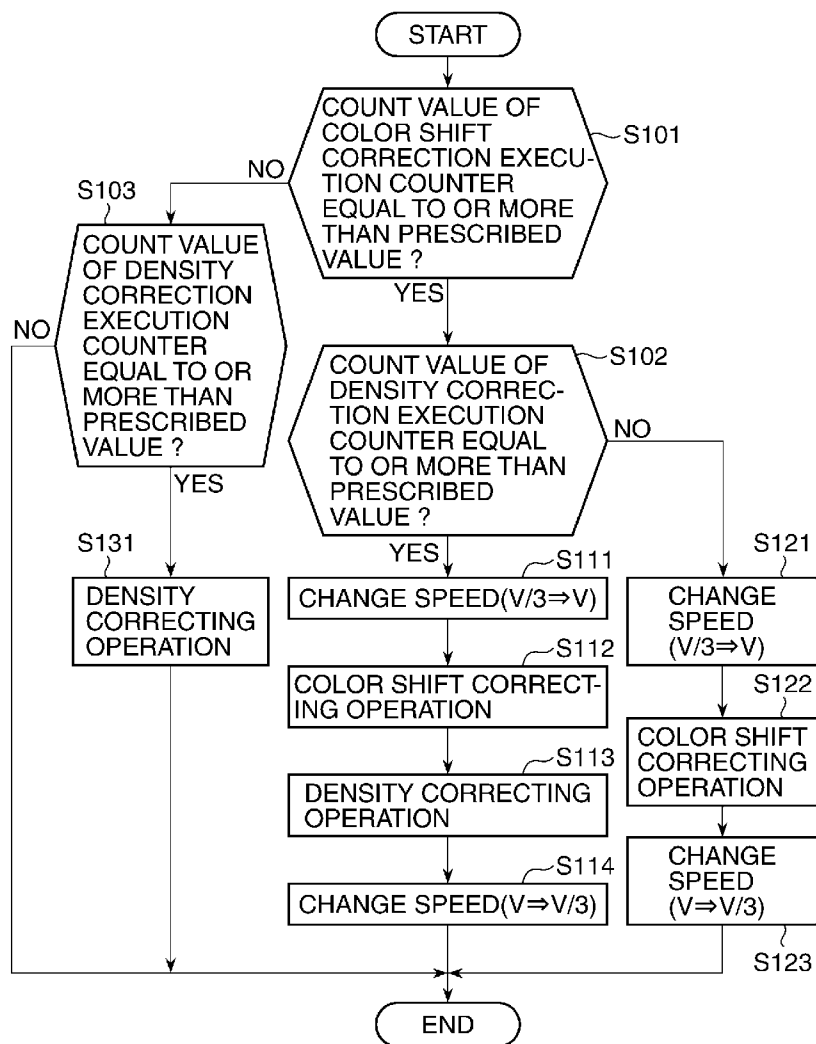 START
COUNT VALUE OF
COLOR SHIFT
CORRECTION EXECU-
TION COUNTER
EQUAL TO OR MORE
THAN PRESCRIBED
VALUE ?
S101
NO
YES
S103
COUNT VALUE
OF DENSITY
CORRECTION
EXECUTION
COUNTER
EQUAL TO OR
MORE THAN
PRESCRIBED
VALUE ?
NO
YES
S102
COUNT VALUE OF
DENSITY CORREC-
TION EXECUTION
COUNTER EQUAL
TO OR MORE THAN
PRESCRIBED
VALUE ?
NO
YES
S131
DENSITY
CORRECTING
OPERATION
S111
CHANGE SPEED(V/3⇒V)
S112
COLOR SHIFT CORRECT-
ING OPERATION
S113
DENSITY CORRECTING
OPERATION
S114
CHANGE SPEED(V⇒V/3)
S121
CHANGE
SPEED
(V/3⇒V)
S122
COLOR SHIFT
CORRECTING
OPERATION
CHANGE
SPEED
(V⇒V/3)
S123
END